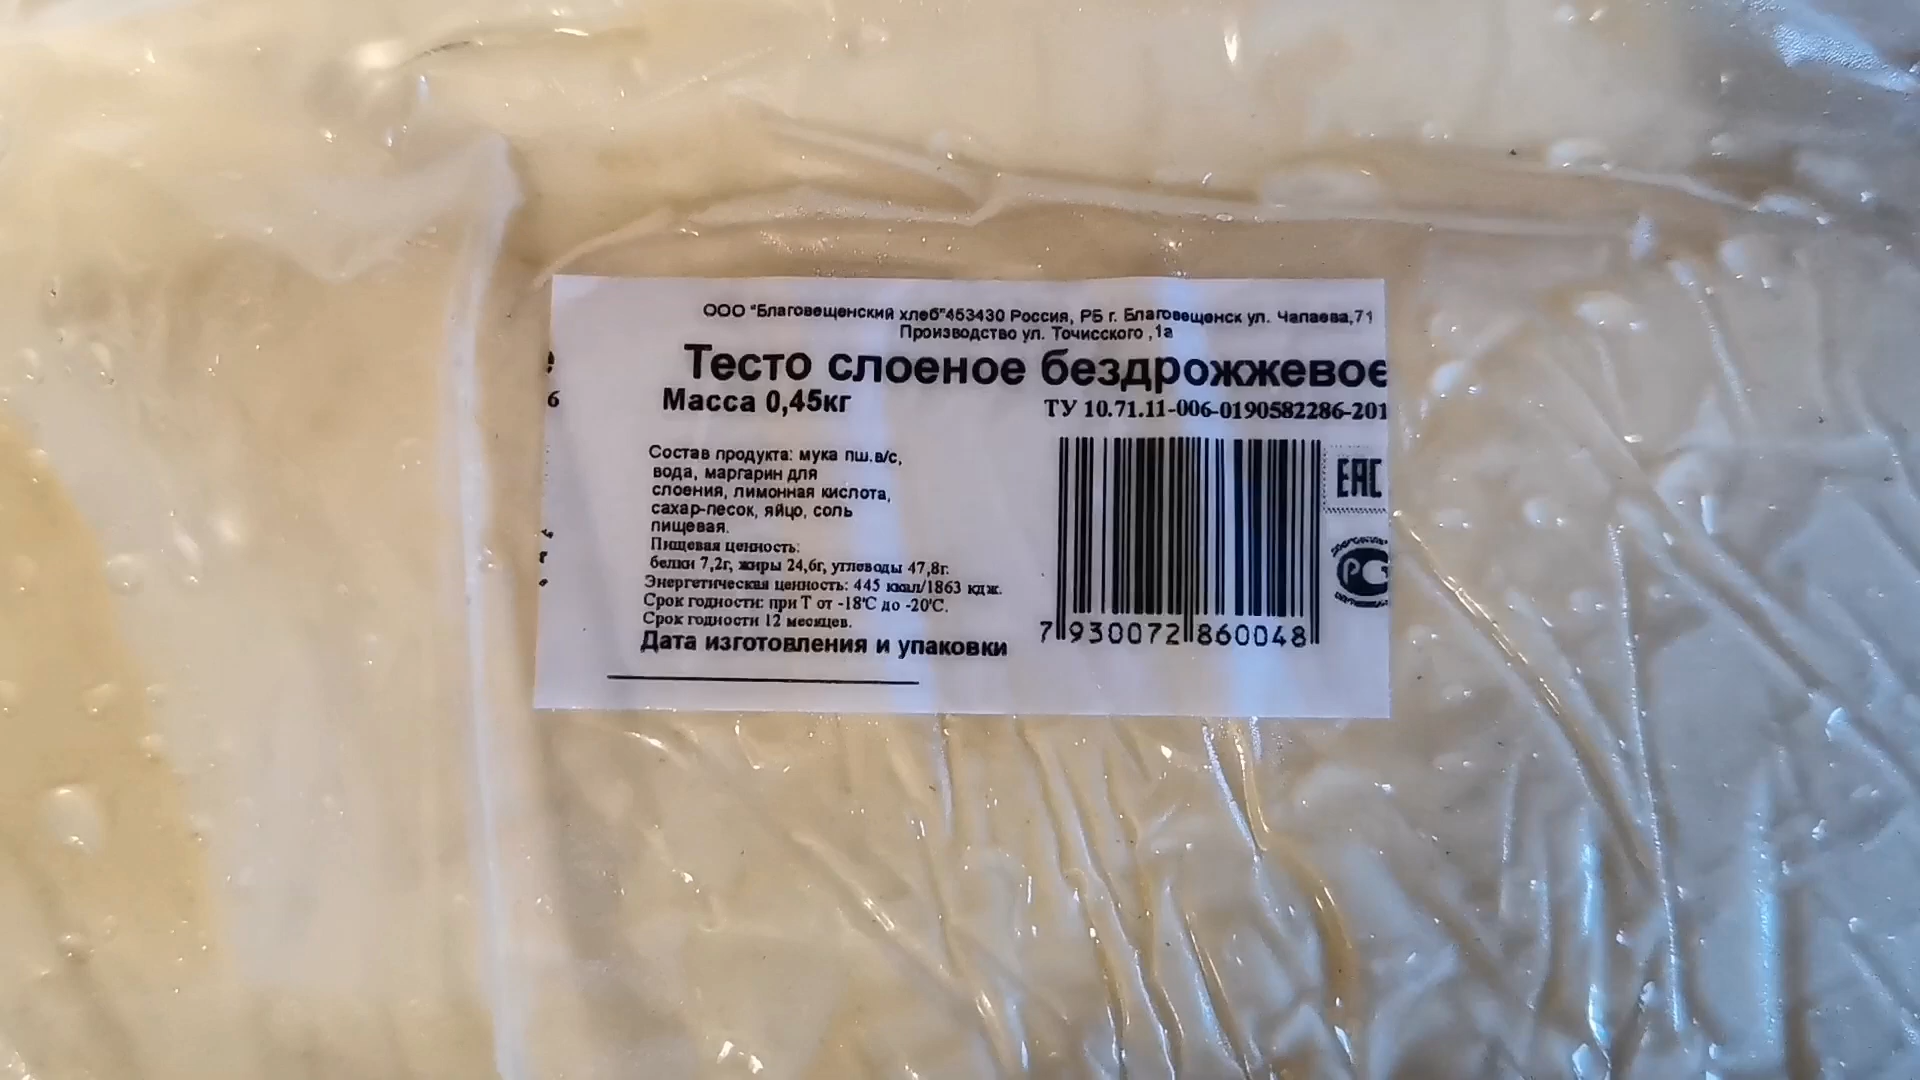 ООО "Благовещенский хлеб"453430 Россия, РБ г. Благовещенск ул. Чапаева,71
Производство ул. Точисского ,1а
Тесто слоеное бездрожжевое
Масса 0,45кг
ТУ 10.71.11-006-0190582286-201
Состав продукта: мука пш.в/с,
вода, маргарин для
слоения, лимонная кислота,
сахар-песок, яйцо, соль
пищевая.
Пищевая ценность:
белки 7,2г, жиры 24,6г, углеводы 47,8г.
Энергетическая ценность: 445 ккал/1863 кдж.
Срок годности: при Т от -18°С до -20°С.
Срок годности 12 месяцев.
Дата изготовления и упаковки
7 930072 860048
ЕАС
РС
6